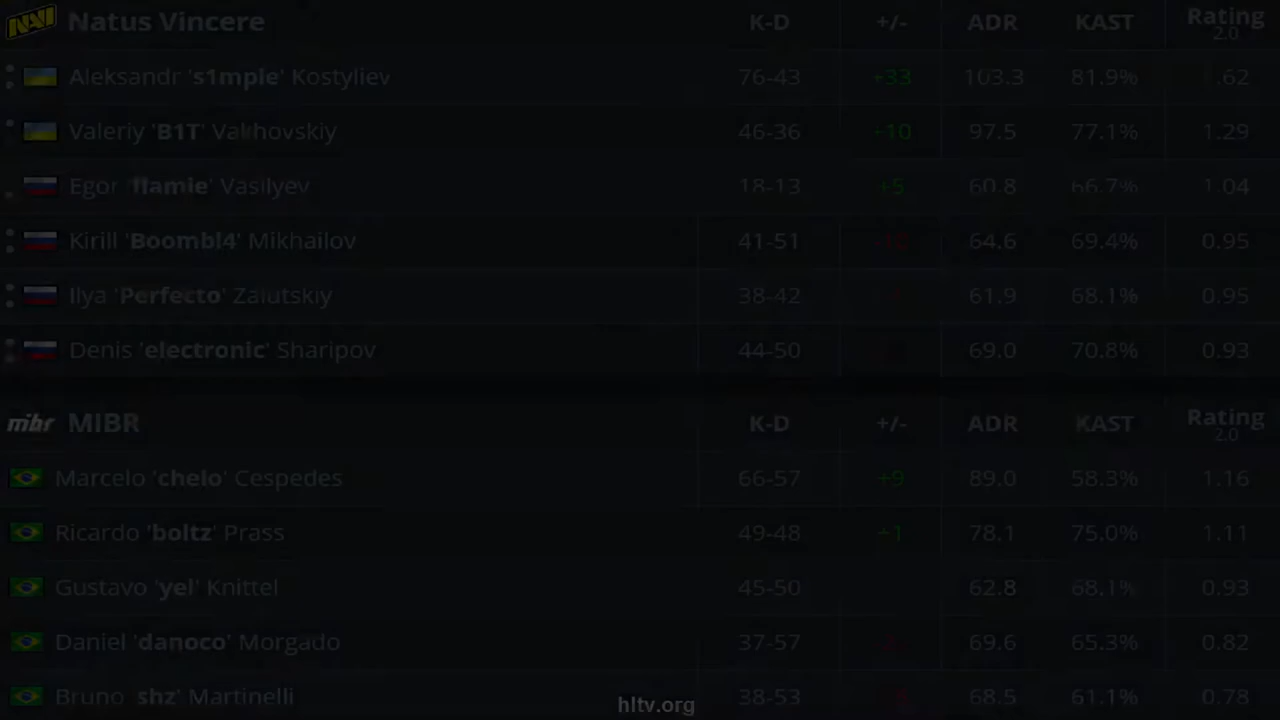 NAVI Natus Vincere K-D +/- ADR KAST Rating 2.0
Aleksandr 's1mple' Kostyliev 76-43 +33 103.3 81.9% .62
Valeriy 'B1T' Vakhovskiy 46-36 +10 97.5 77.1% 1.29
Egor 'flamie' Vasilyev 18-13 +5 60.8 66.7% 1.04
Kirill 'Boombl4' Mikhailov 41-51 -10 64.6 69.4% 0.95
Ilya 'Perfecto' Zalutskiy 38-42 61.9 68.1% 0.95
Denis 'electronic' Sharipov 44-50 69.0 70.8% 0.93
mibr MIBR K-D +/- ADR KAST Rating 2.0
Marcelo 'chelo' Cespedes 66-57 +9 89.0 58.3% 1.16
Ricardo 'boltz' Prass 49-48 +1 78.1 75.0% 1.11
Gustavo 'yel' Knittel 45-50 62.8 68.1% 0.93
Daniel 'danoco' Morgado 37-57 69.6 65.3% 0.82
Bruno 'shz' Martinelli 38-53 68.5 61.1% 0.78
hltv.org